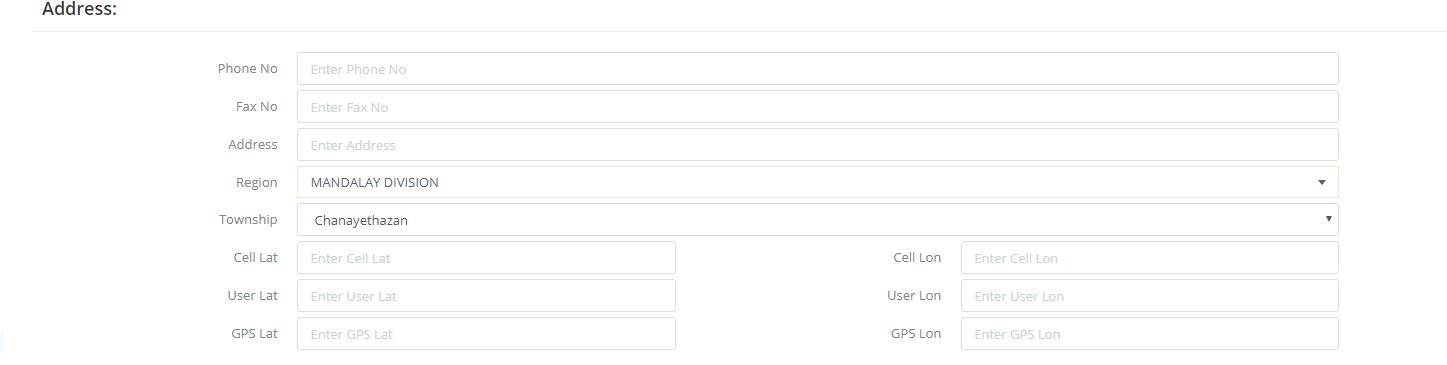 Address:
Phone No Enter Phone No
Fax No Enter Fax No
Address Enter Address
Region MANDALAY DIVISION
Township Chanayethazan
Cell Lat Enter Cell Lat Cell Lon Enter Cell Lon
User Lat Enter User Lat User Lon Enter User Lon
GPS Lat Enter GPS Lat GPS Lon Enter GPS Lon